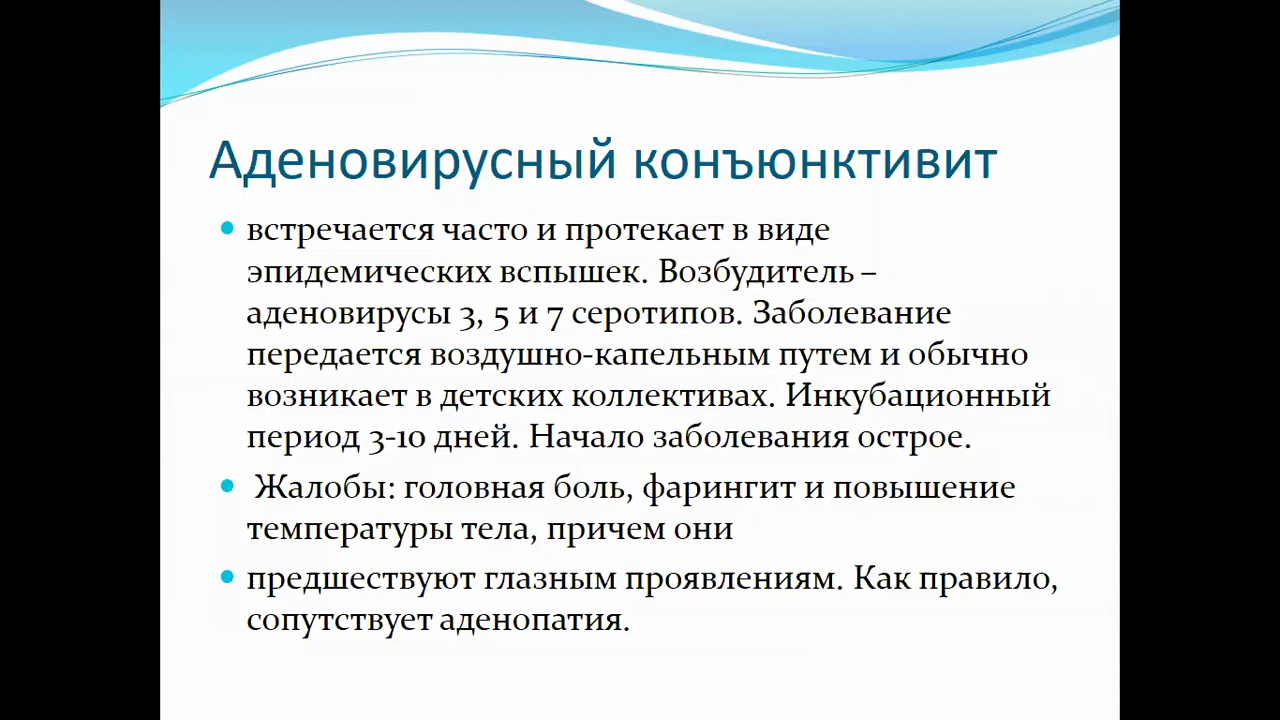 Аденовирусный конъюнктивит
встречается часто и протекает в виде
эпидемических вспышек. Возбудитель –
аденовирусы 3, 5 и 7 серотипов. Заболевание
передается воздушно-капельным путем и обычно
возникает в детских коллективах. Инкубационный
период 3-10 дней. Начало заболевания острое.
Жалобы: головная боль, фарингит и повышение
температуры тела, причем они
предшествуют глазным проявлениям. Как правило,
сопутствует аденопатия.